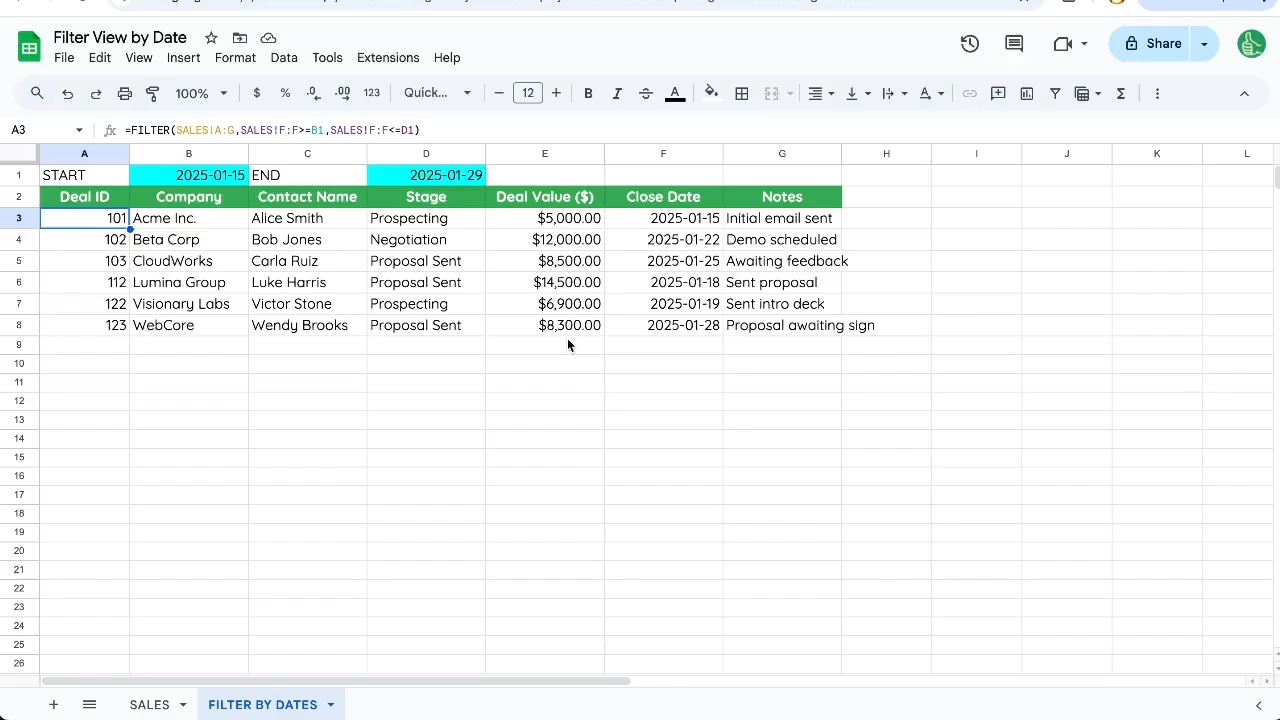 Filter View by Date
File Edit View Insert Format Data Tools Extensions Help
Share
100% $ % .0 .00 123 Quick... − 12 + B I S A Σ
A3 fx =FILTER(SALES!A:G,SALES!F:F>=B1,SALES!F:F<=D1)
A B C D E F G H I J K L
1 START 2025-01-15 END 2025-01-29
2 Deal ID Company Contact Name Stage Deal Value ($) Close Date Notes
3 101 Acme Inc. Alice Smith Prospecting $5,000.00 2025-01-15 Initial email sent
4 102 Beta Corp Bob Jones Negotiation $12,000.00 2025-01-22 Demo scheduled
5 103 CloudWorks Carla Ruiz Proposal Sent $8,500.00 2025-01-25 Awaiting feedback
6 112 Lumina Group Luke Harris Proposal Sent $14,500.00 2025-01-18 Sent proposal
7 122 Visionary Labs Victor Stone Prospecting $6,900.00 2025-01-19 Sent intro deck
8 123 WebCore Wendy Brooks Proposal Sent $8,300.00 2025-01-28 Proposal awaiting sign
9
10
11
12
13
14
15
16
17
18
19
20
21
22
23
24
25
26
+ SALES FILTER BY DATES